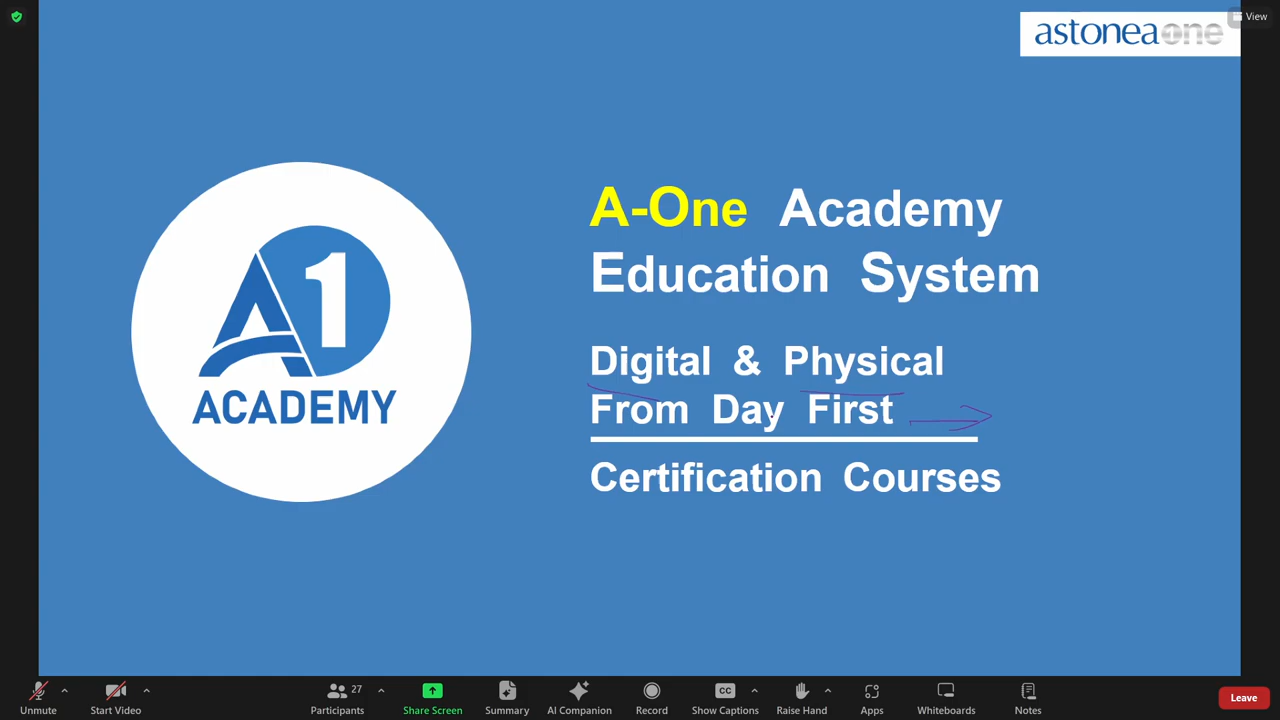 View
astoneaone
A-One Academy
Education System
Digital & Physical
From Day First
Certification Courses
A1
ACADEMY
Unmute
Start Video
27
Participants
Share Screen
Summary
AI Companion
Record
CC
Show Captions
Raise Hand
Apps
Whiteboards
Notes
Leave